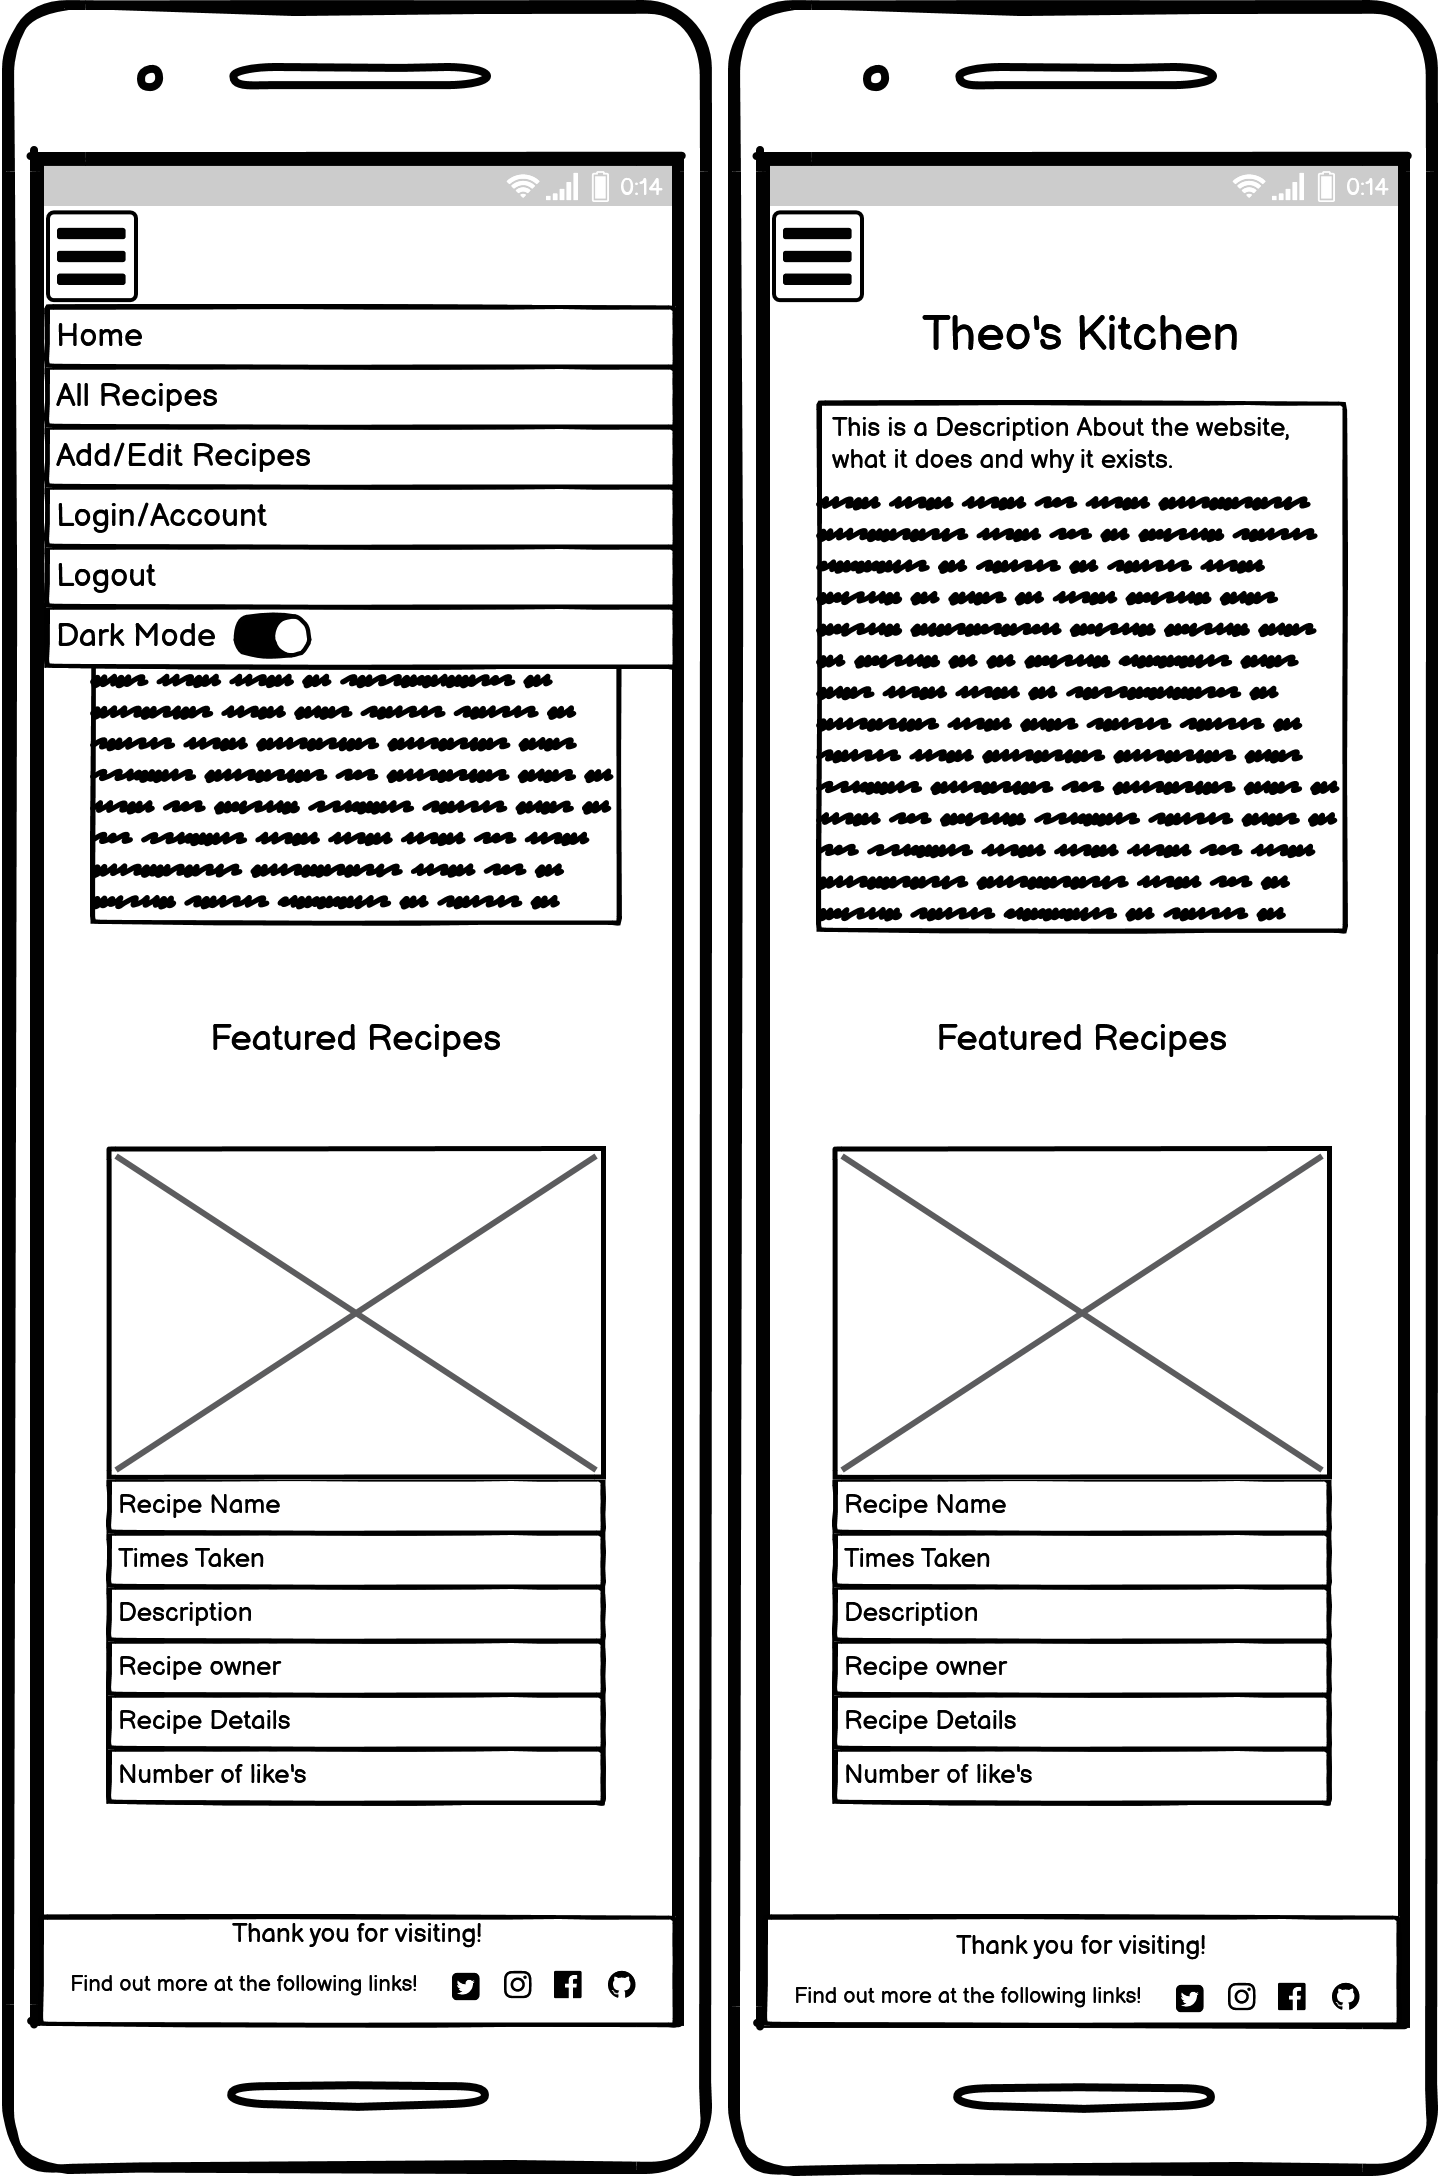 0:14
Home
All Recipes
Add/Edit Recipes
Login/Account
Logout
Dark Mode
Featured Recipes
Recipe Name
Times Taken
Description
Recipe owner
Recipe Details
Number of like's
Thank you for visiting!
Find out more at the following links!
0:14
Theo's Kitchen
This is a Description About the website,
what it does and why it exists.
Featured Recipes
Recipe Name
Times Taken
Description
Recipe owner
Recipe Details
Number of like's
Thank you for visiting!
Find out more at the following links!